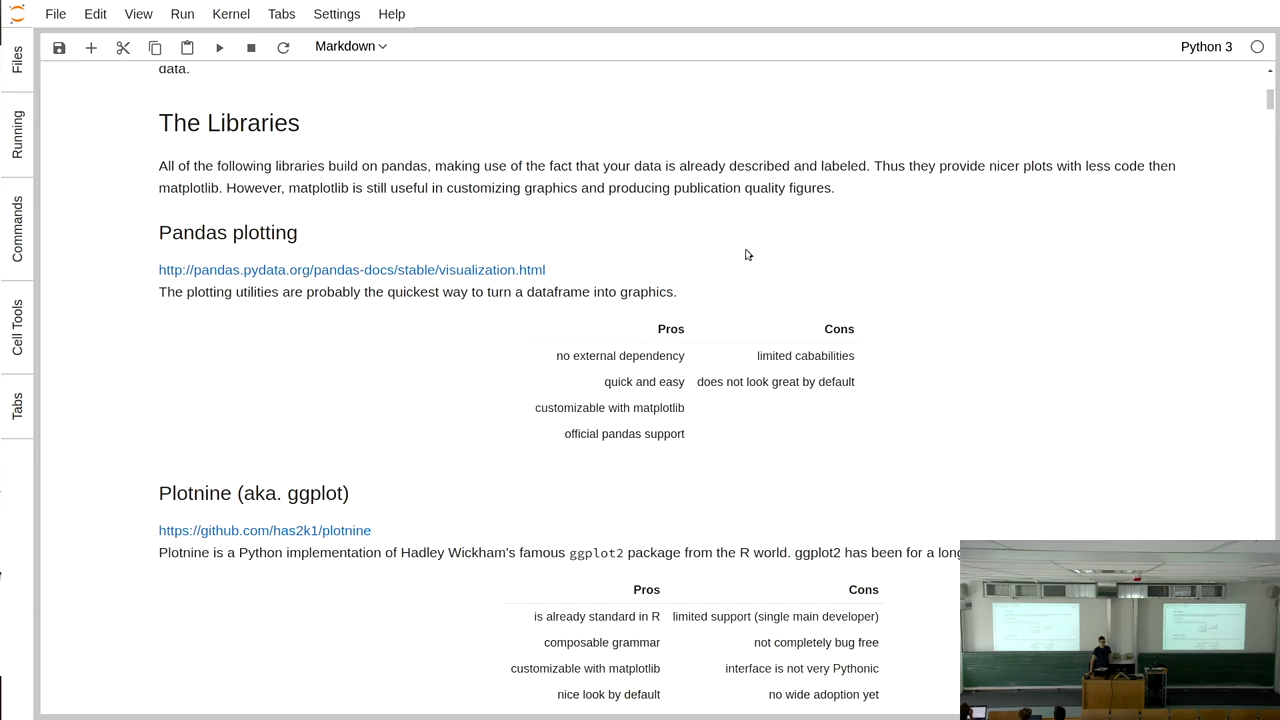 File Edit View Run Kernel Tabs Settings Help
Markdown
Python 3
Files
Running
Commands
Cell Tools
Tabs
data.
The Libraries
All of the following libraries build on pandas, making use of the fact that your data is already described and labeled. Thus they provide nicer plots with less code then
matplotlib. However, matplotlib is still useful in customizing graphics and producing publication quality figures.
Pandas plotting
http://pandas.pydata.org/pandas-docs/stable/visualization.html
The plotting utilities are probably the quickest way to turn a dataframe into graphics.
Pros Cons
no external dependency limited cababilities
quick and easy does not look great by default
customizable with matplotlib
official pandas support
Plotnine (aka. ggplot)
https://github.com/has2k1/plotnine
Plotnine is a Python implementation of Hadley Wickham's famous ggplot2 package from the R world. ggplot2 has been for a long
Pros Cons
is already standard in R limited support (single main developer)
composable grammar not completely bug free
customizable with matplotlib interface is not very Pythonic
nice look by default no wide adoption yet